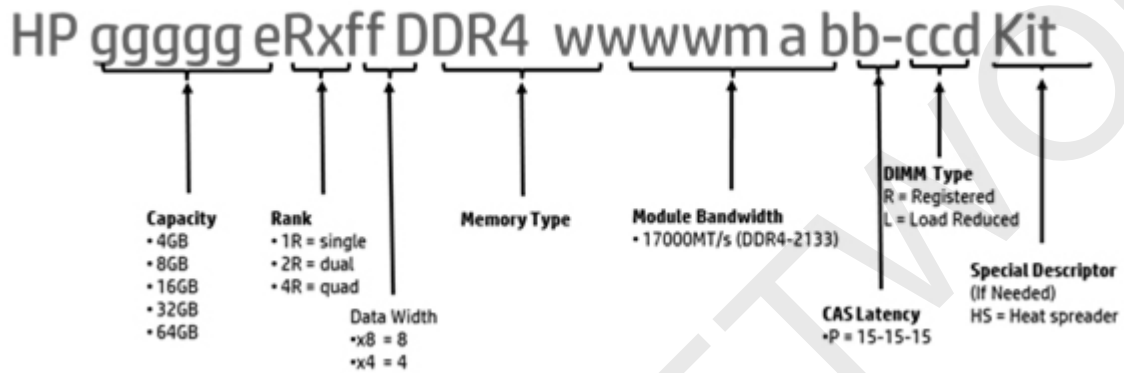 HP ggggg eRxff DDR4 wwwwm a bb-ccd Kit
Capacity
• 4GB
• 8GB
• 16GB
• 32GB
• 64GB
Rank
• 1R = single
• 2R = dual
• 4R = quad
Data Width
•x8 = 8
•x4 = 4
Memory Type
Module Bandwidth
• 17000MT/s (DDR4-2133)
CAS Latency
•P = 15-15-15
DIMM Type
R = Registered
L = Load Reduced
Special Descriptor
(If Needed)
HS = Heat spreader